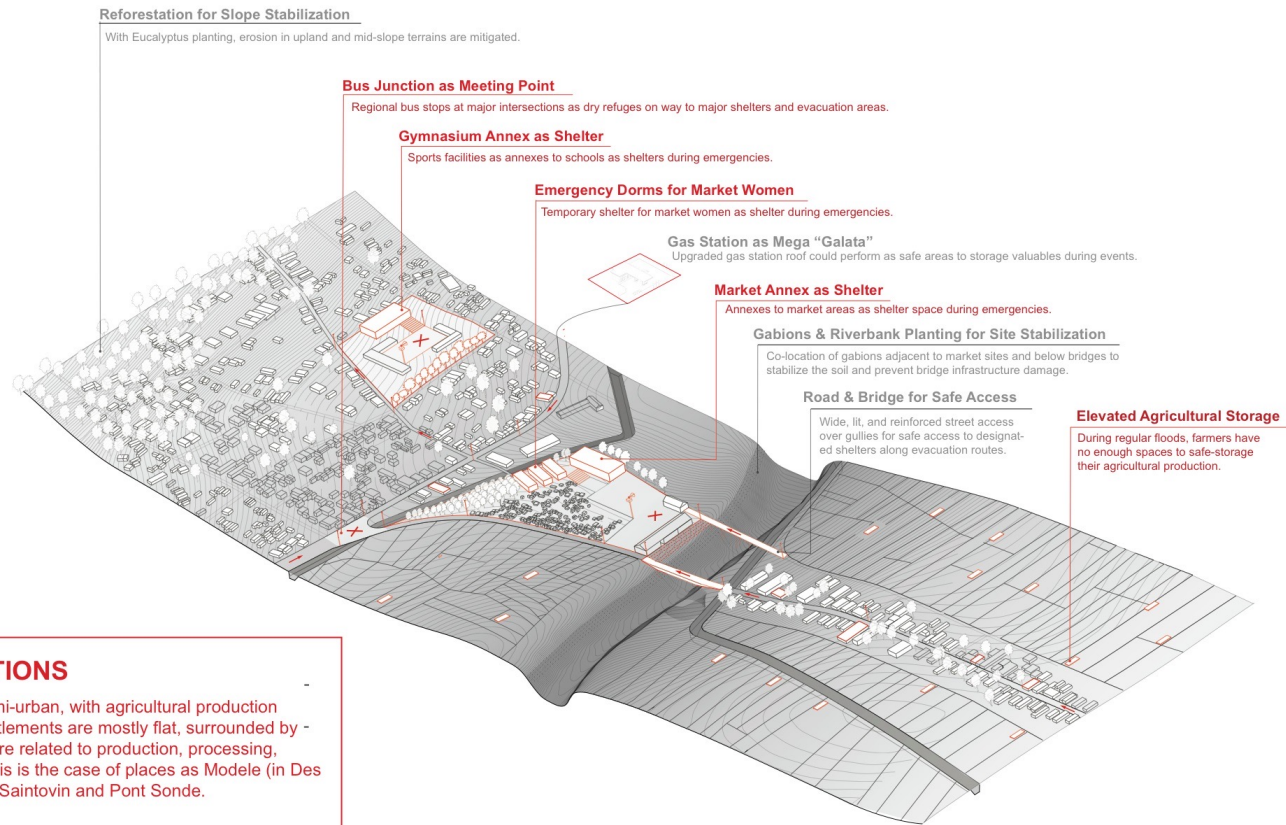 Reforestation for Slope Stabilization
With Eucalyptus planting, erosion in upland and mid-slope terrains are mitigated.
Bus Junction as Meeting Point
Regional bus stops at major intersections as dry refuges on way to major shelters and evacuation areas.
Gymnasium Annex as Shelter
Sports facilities as annexes to schools as shelters during emergencies.
Emergency Dorms for Market Women
Temporary shelter for market women as shelter during emergencies.
Gas Station as Mega “Galata”
Upgraded gas station roof could perform as safe areas to storage valuables during events.
Market Annex as Shelter
Annexes to market areas as shelter space during emergencies.
Gabions & Riverbank Planting for Site Stabilization
Co-location of gabions adjacent to market sites and below bridges to
stabilize the soil and prevent bridge infrastructure damage.
Road & Bridge for Safe Access
Wide, lit, and reinforced street access
over gullies for safe access to designat-
ed shelters along evacuation routes.
Elevated Agricultural Storage
During regular floods, farmers have
no enough spaces to safe-storage
their agricultural production.
TIONS
ni-urban, with agricultural production
tlements are mostly flat, surrounded by
re related to production, processing,
is is the case of places as Modele (in Des
Saintovin and Pont Sonde.